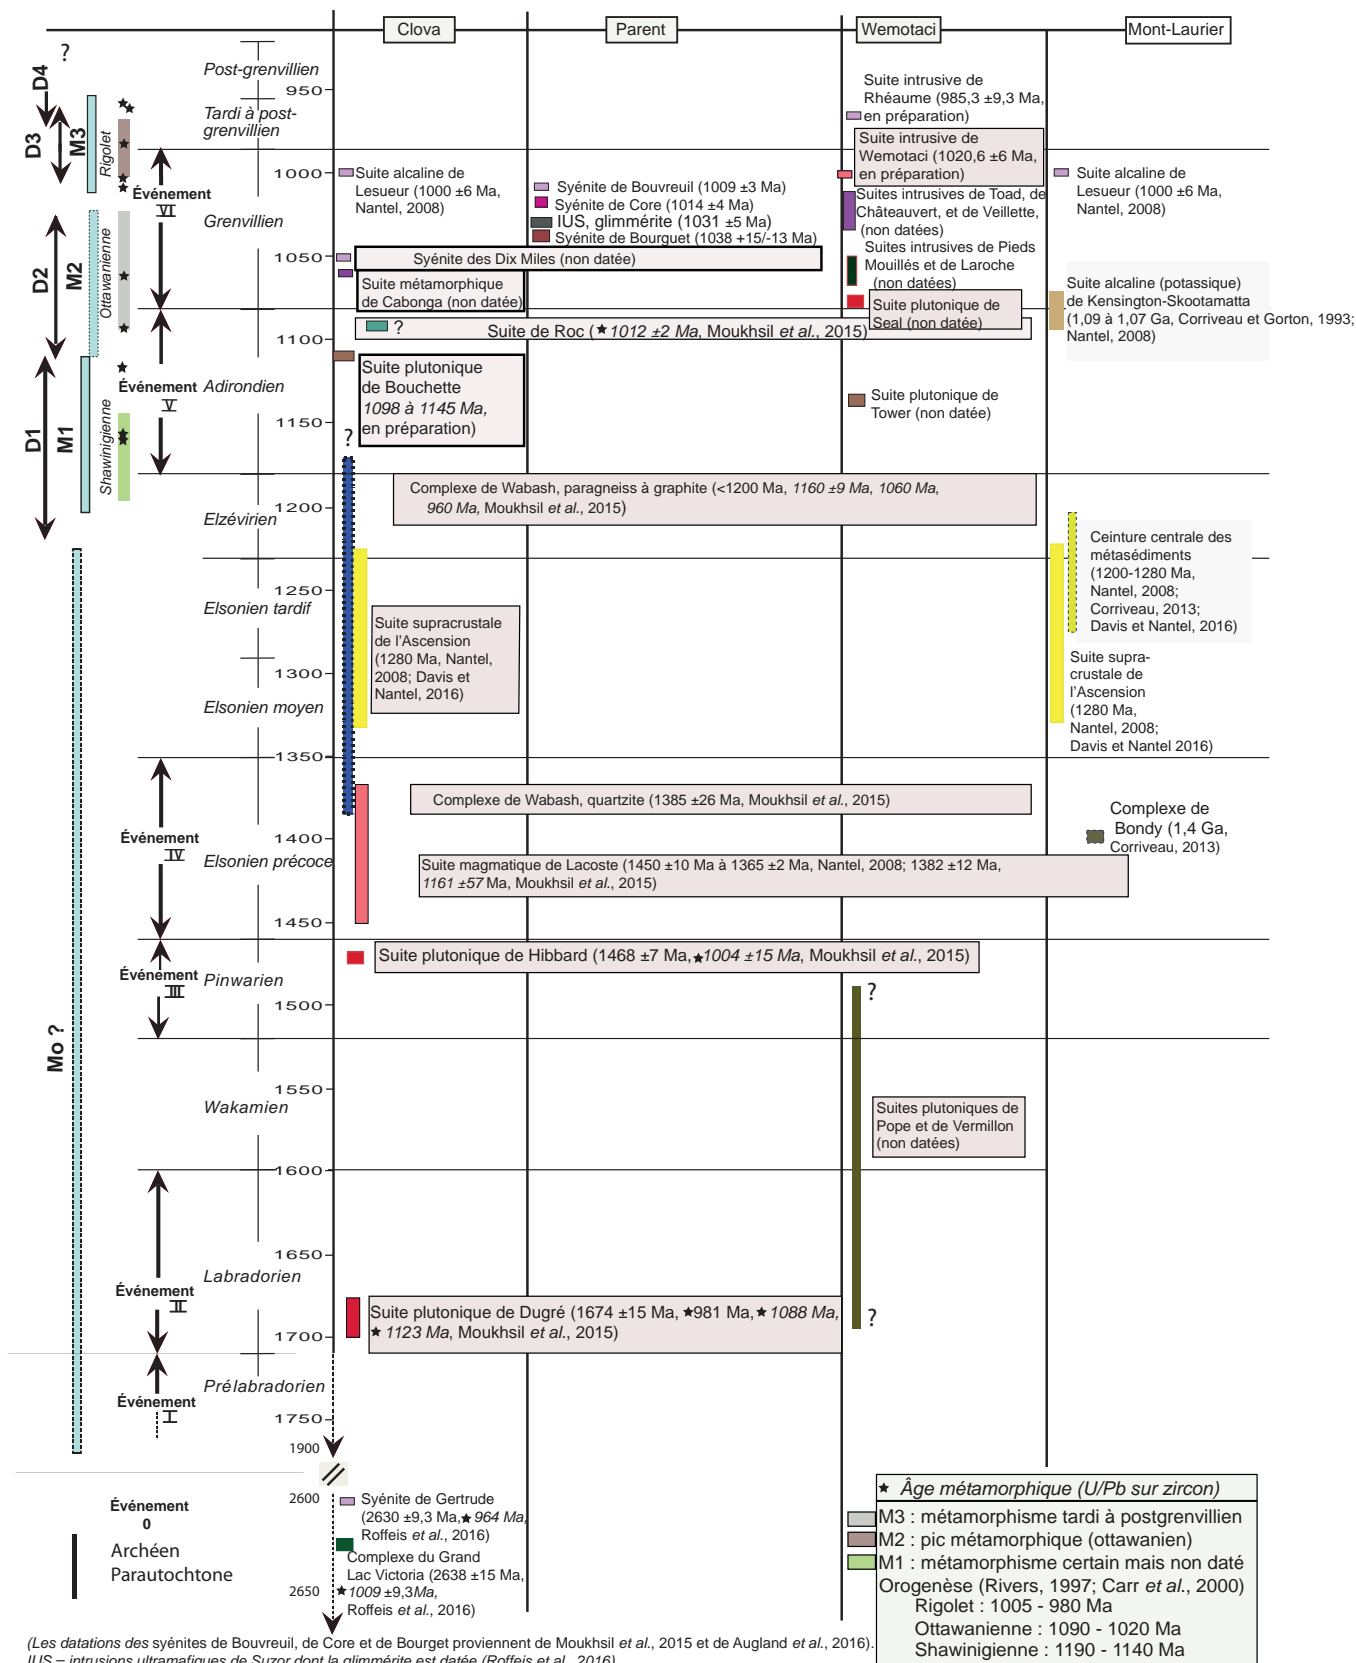 Clova
Parent
Wemotaci
Mont-Laurier
?
D4
D3
M3
Rigolet
D2
M2
Ottawanienne
D1
M1
Shawinigienne
Mo ?
Événement
VI
Événement
V
Événement
IV
Événement
III
Événement
II
Événement
I
Événement
0
Archéen
Parautochtone
Post-grenvillien
Tardi à post-
grenvillien
Grenvillien
Adirondien
Elzévirien
Elsonien tardif
Elsonien moyen
Elsonien précoce
Pinwarien
Wakamien
Labradorien
Prélabradorien
950
1000
1050
1100
1150
1200
1250
1300
1350
1400
1450
1500
1550
1600
1650
1700
1750
1900
2600
2650
Suite alcaline de
Lesueur (1000 ±6 Ma,
Nantel, 2008)
Syénite de Bouvreuil (1009 ±3 Ma)
Syénite de Core (1014 ±4 Ma)
IUS, glimmérite (1031 ±5 Ma)
Syénite de Bourguet (1038 +15/-13 Ma)
Syénite des Dix Miles (non datée)
Suite métamorphique
de Cabonga (non datée)
?
Suite de Roc (★ 1012 ±2 Ma, Moukhsil et al., 2015)
Suite plutonique
de Bouchette
1098 à 1145 Ma,
en préparation)
?
Suite intrusive de
Rhéaume (985,3 ±9,3 Ma,
en préparation)
Suite intrusive de
Wemotaci (1020,6 ±6 Ma,
en préparation)
Suites intrusives de Toad, de
Châteauvert, et de Veillette,
(non datées)
Suites intrusives de Pieds
Mouillés et de Laroche
(non datées)
Suite plutonique de
Seal (non datée)
Suite plutonique de
Tower (non datée)
Suite alcaline de
Lesueur (1000 ±6 Ma,
Nantel, 2008)
Suite alcaline (potassique)
de Kensington-Skootamatta
(1,09 à 1,07 Ga, Corriveau et Gorton, 1993;
Nantel, 2008)
Complexe de Wabash, paragneiss à graphite (<1200 Ma, 1160 ±9 Ma, 1060 Ma,
960 Ma, Moukhsil et al., 2015)
Suite supracrustale
de l'Ascension
(1280 Ma, Nantel,
2008; Davis et
Nantel, 2016)
Ceinture centrale des
métasédiments
(1200-1280 Ma,
Nantel, 2008;
Corriveau, 2013;
Davis et Nantel, 2016)
Suite supra-
crustale de
l'Ascension
(1280 Ma,
Nantel, 2008;
Davis et Nantel 2016)
Complexe de Wabash, quartzite (1385 ±26 Ma, Moukhsil et al., 2015)
Complexe de
Bondy (1,4 Ga,
Corriveau, 2013)
Suite magmatique de Lacoste (1450 ±10 Ma à 1365 ±2 Ma, Nantel, 2008; 1382 ±12 Ma,
1161 ±57 Ma, Moukhsil et al., 2015)
Suite plutonique de Hibbard (1468 ±7 Ma,★1004 ±15 Ma, Moukhsil et al., 2015)
?
Suites plutoniques de
Pope et de Vermillon
(non datées)
?
Suite plutonique de Dugré (1674 ±15 Ma, ★981 Ma, ★ 1088 Ma,
★ 1123 Ma, Moukhsil et al., 2015)
Syénite de Gertrude
(2630 ±9,3 Ma,★ 964 Ma,
Roffeis et al., 2016)
Complexe du Grand
Lac Victoria (2638 ±15 Ma,
★1009 ±9,3Ma,
Roffeis et al., 2016)
★ Âge métamorphique (U/Pb sur zircon)
M3 : métamorphisme tardi à postgrenvillien
M2 : pic métamorphique (ottawanien)
M1 : métamorphisme certain mais non daté
Orogenèse (Rivers, 1997; Carr et al., 2000)
Rigolet : 1005 - 980 Ma
Ottawanienne : 1090 - 1020 Ma
Shawinigienne : 1190 - 1140 Ma
(Les datations des syénites de Bouvreuil, de Core et de Bourget proviennent de Moukhsil et al., 2015 et de Augland et al., 2016).
IUS – intrusions ultramafiques de Suzor dont la glimmérite est datée (Roffeis et al., 2016)